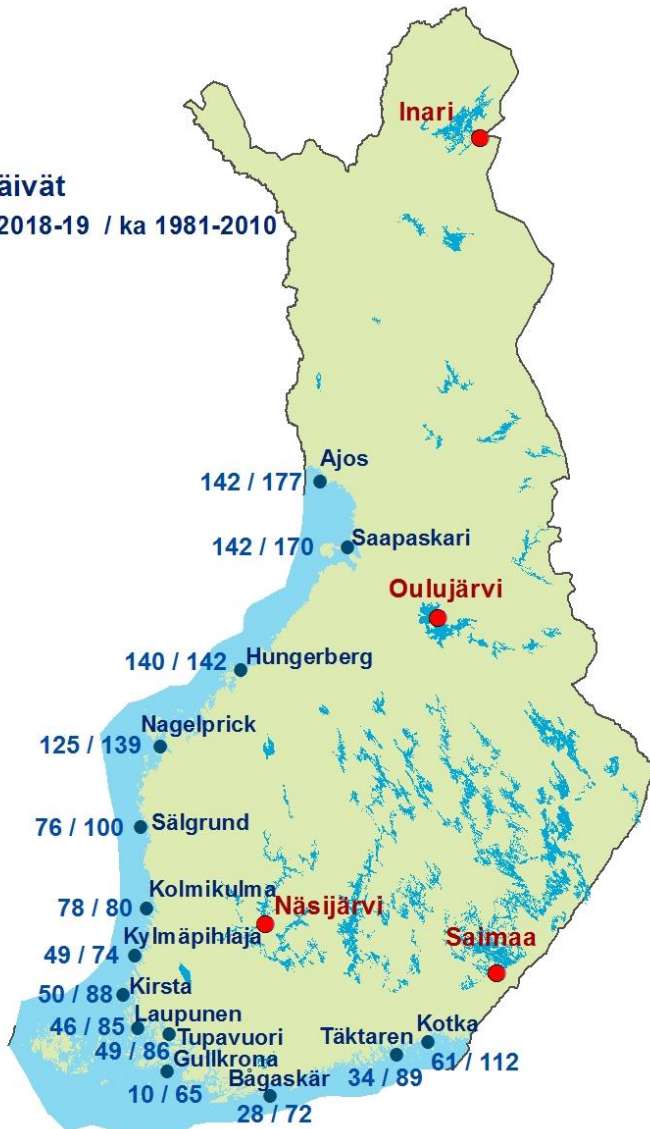 Inari
äivät
2018-19 / ka 1981-2010
Ajos
142 / 177
Saapaskari
142 / 170
Oulujärvi
Hungerberg
140 / 142
Nagelprick
125 / 139
Sälgrund
76 / 100
Kolmikulma
78 / 80
Näsijärvi
Kylmäpihlaja
49 / 74
Saimaa
Kirsta
50 / 88
Laupunen
46 / 85
Tupavuori
49 / 86
Gullkrona
10 / 65
Bågaskär
28 / 72
Täktaren
34 / 89
Kotka
61 / 112